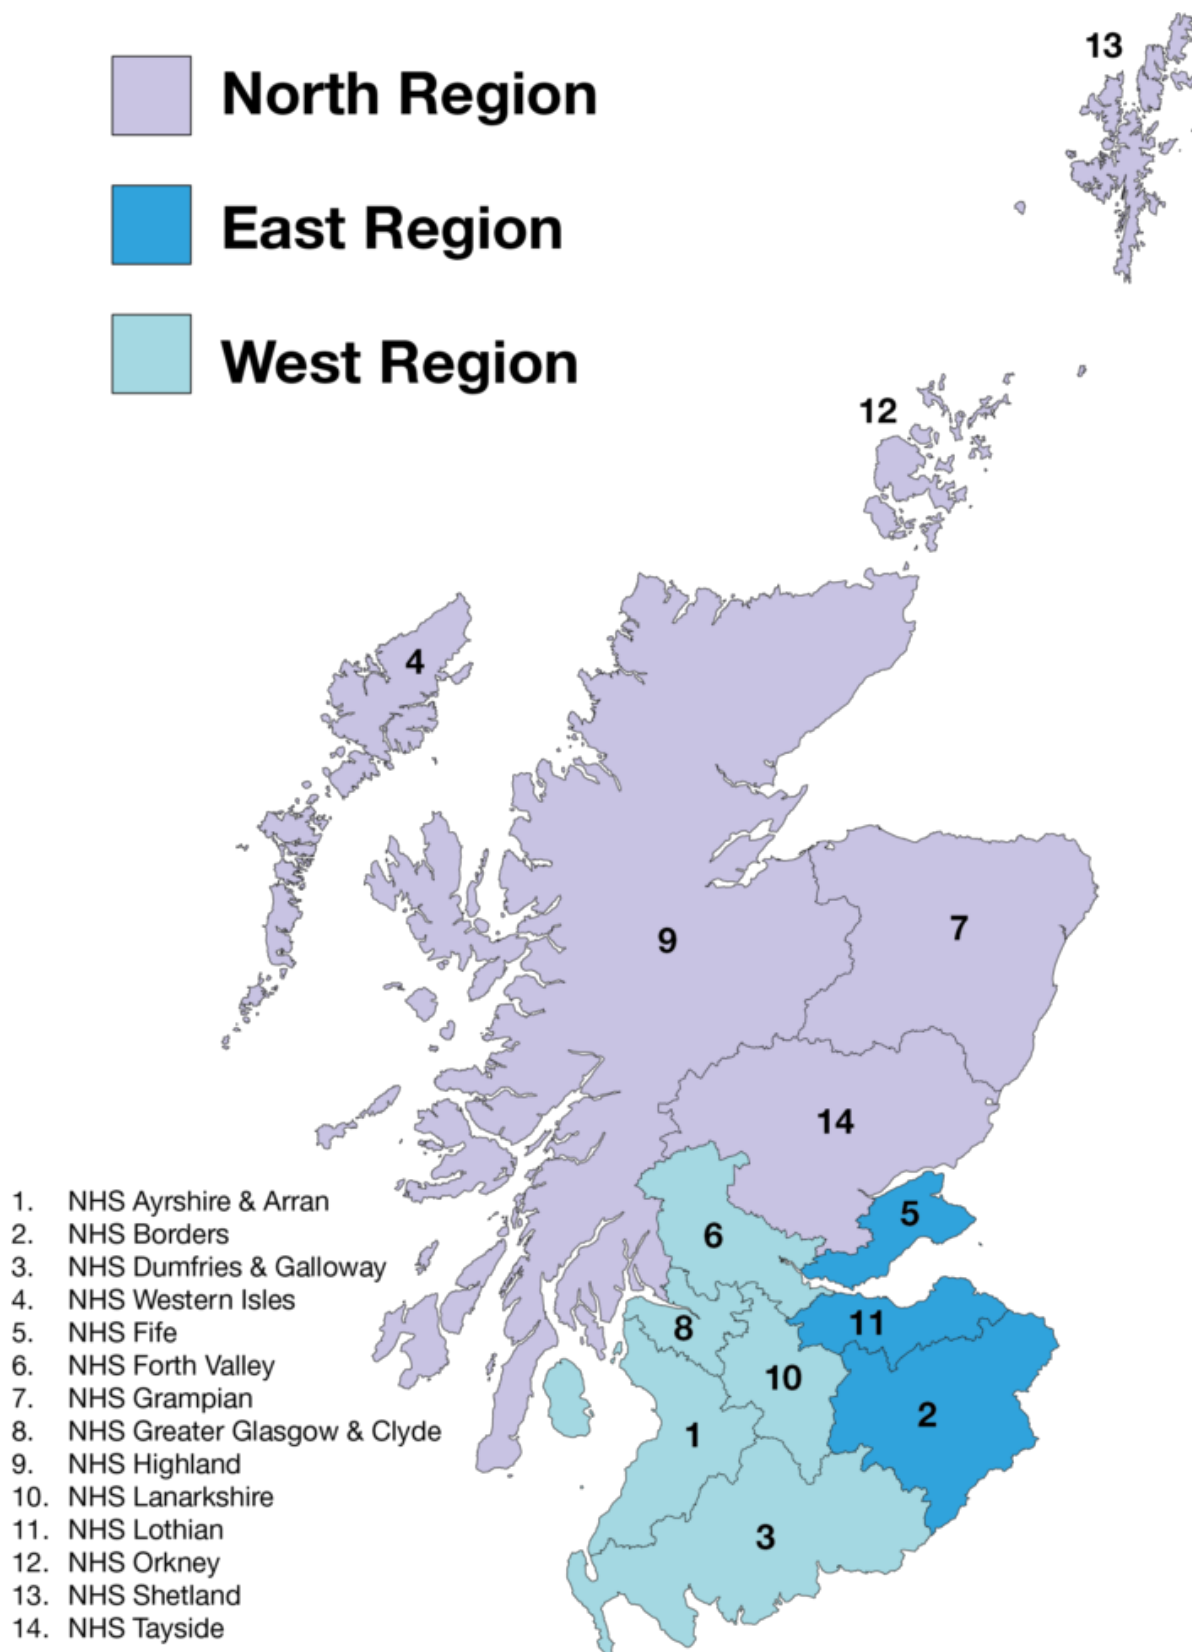 North Region
East Region
West Region
13
12
4
9
7
14
5
6
11
8
10
2
1
3
1. NHS Ayrshire & Arran
2. NHS Borders
3. NHS Dumfries & Galloway
4. NHS Western Isles
5. NHS Fife
6. NHS Forth Valley
7. NHS Grampian
8. NHS Greater Glasgow & Clyde
9. NHS Highland
10. NHS Lanarkshire
11. NHS Lothian
12. NHS Orkney
13. NHS Shetland
14. NHS Tayside